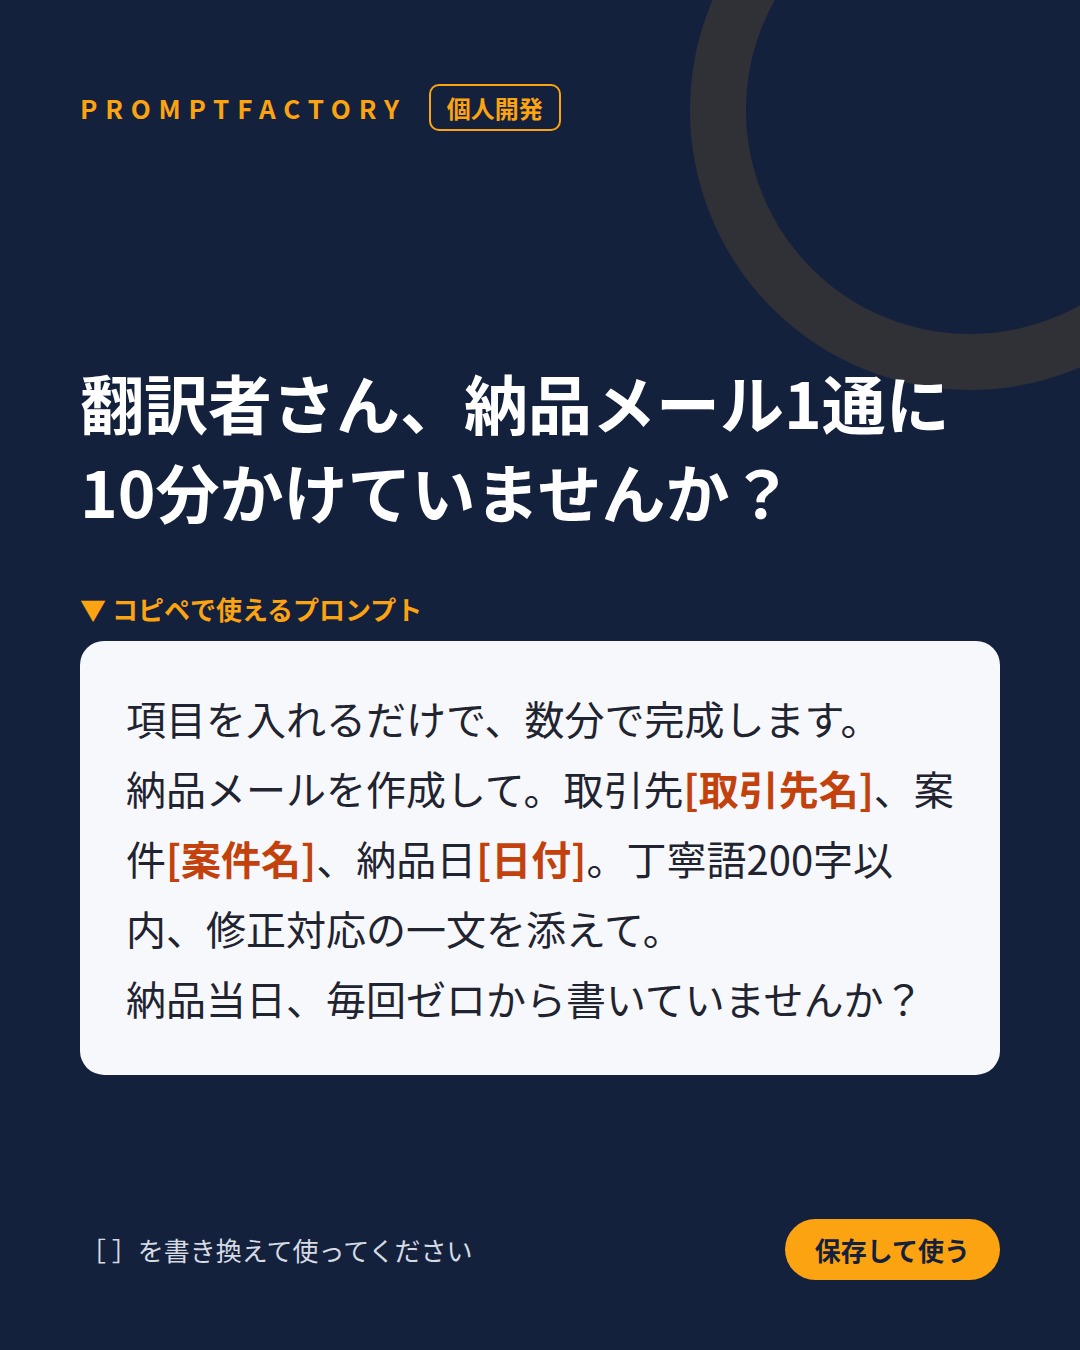 PROMPTFACTORY 個人開発
翻訳者さん、納品メール1通に
10分かけていませんか？
▼ コピペで使えるプロンプト
項目を入れるだけで、数分で完成します。
納品メールを作成して。取引先[取引先名]、案
件[案件名]、納品日[日付]。丁寧語200字以
内、修正対応の一文を添えて。
納品当日、毎回ゼロから書いていませんか？
［ ］を書き換えて使ってください
保存して使う